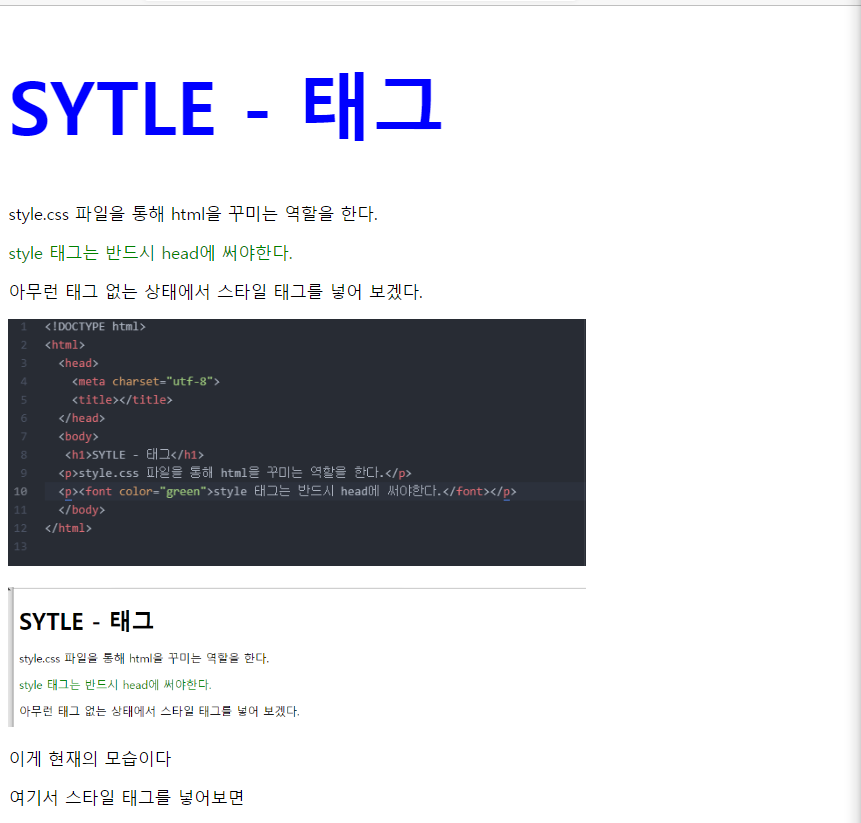 SYTLE - 태그
style.css 파일을 통해 html을 꾸미는 역할을 한다.
style 태그는 반드시 head에 써야한다.
아무런 태그 없는 상태에서 스타일 태그를 넣어 보겠다.
1 <!DOCTYPE html>
2 <html>
3 <head>
4 <meta charset="utf-8">
5 <title></title>
6 </head>
7 <body>
8 <h1>SYTLE - 태그</h1>
9 <p>style.css 파일을 통해 html을 꾸미는 역할을 한다.</p>
10 <p><font color="green">style 태그는 반드시 head에 써야한다.</font></p>
11 </body>
12 </html>
13
SYTLE - 태그
style.css 파일을 통해 html을 꾸미는 역할을 한다.
style 태그는 반드시 head에 써야한다.
아무런 태그 없는 상태에서 스타일 태그를 넣어 보겠다.
이게 현재의 모습이다
여기서 스타일 태그를 넣어보면